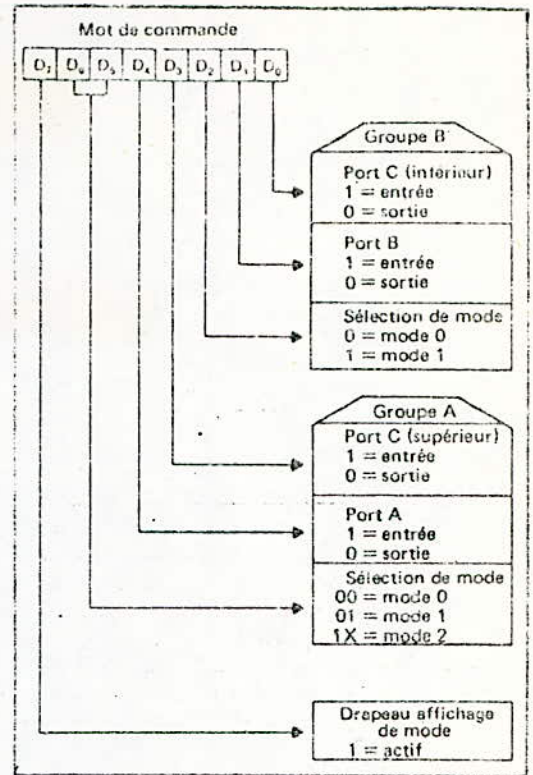 Mot de commande
D7 D6 D5 D4 D3 D2 D1 D0
Groupe B
Port C (inférieur)
1 = entrée
0 = sortie
Port B
1 = entrée
0 = sortie
Sélection de mode
0 = mode 0
1 = mode 1
Groupe A
Port C (supérieur)
1 = entrée
0 = sortie
Port A
1 = entrée
0 = sortie
Sélection de mode
00 = mode 0
01 = mode 1
1X = mode 2
Drapeau affichage
de mode
1 = actif